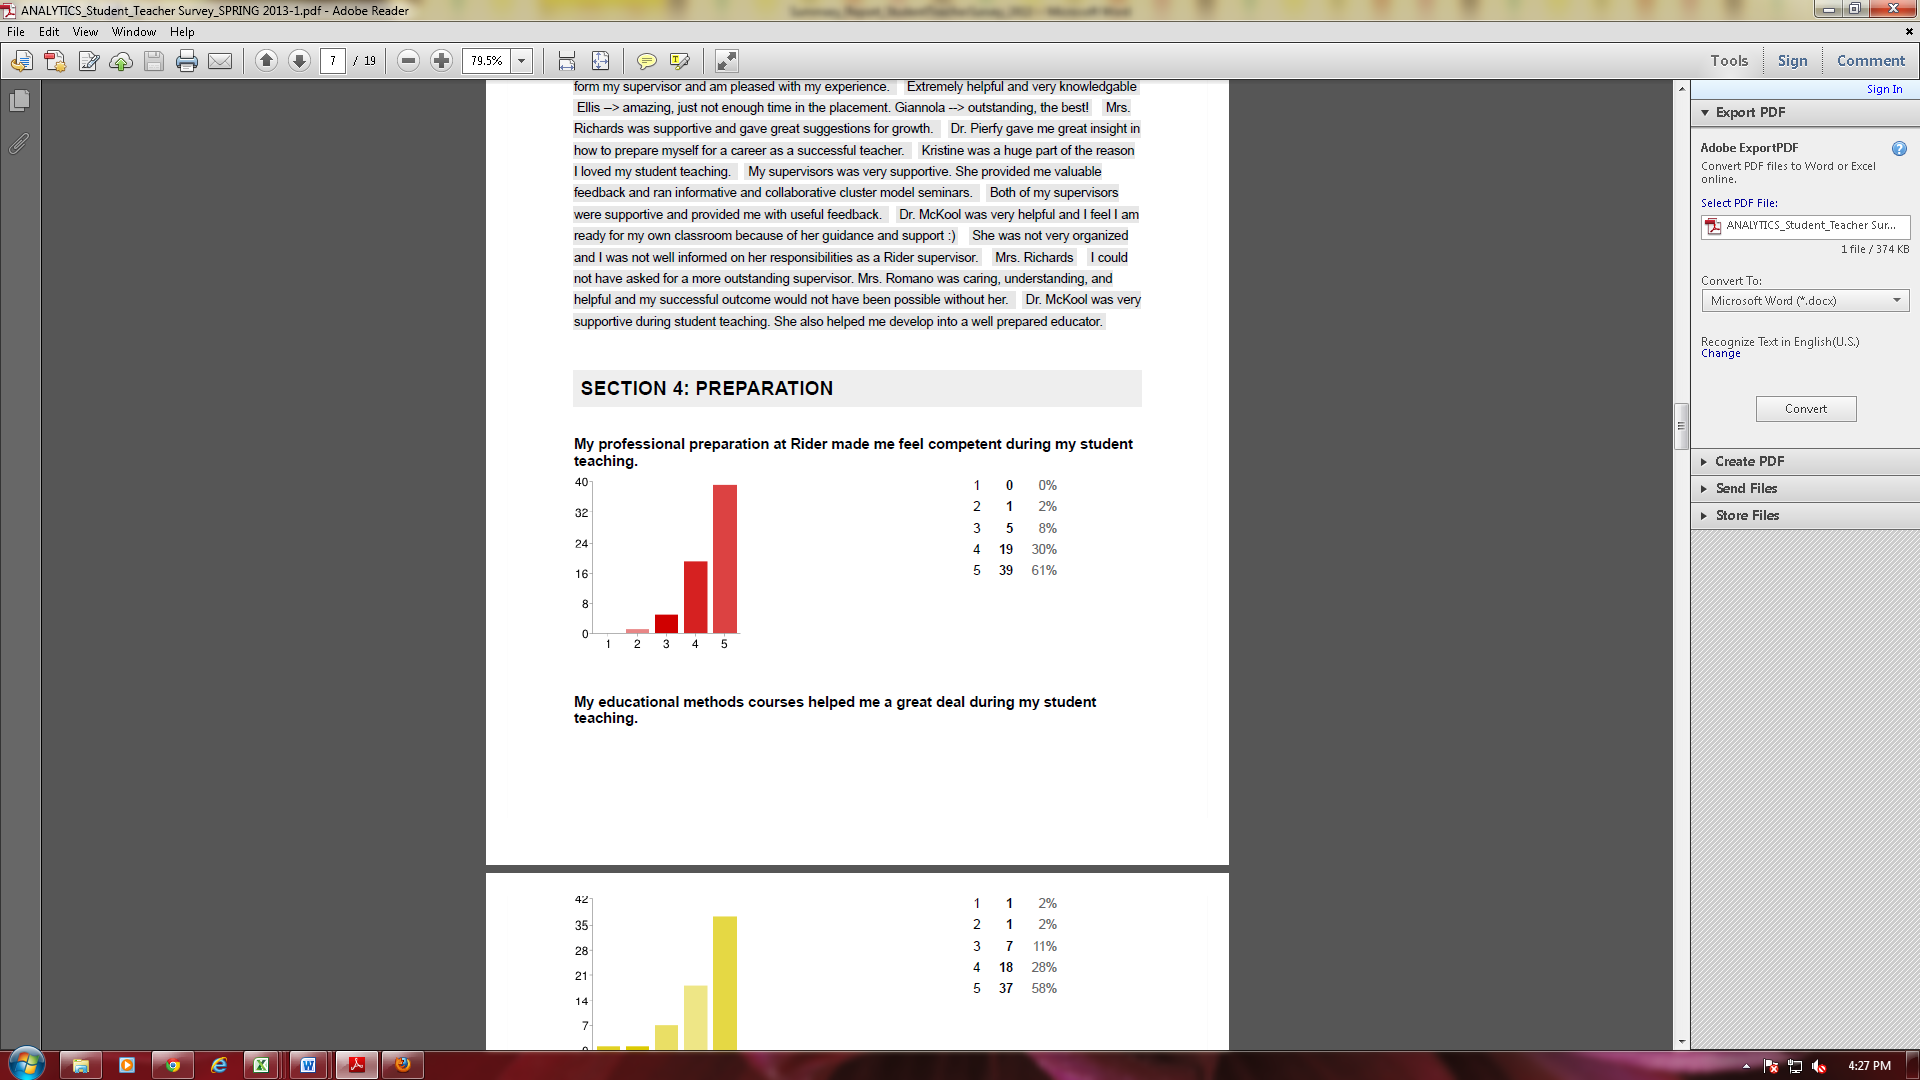 ANALYTICS_Student_Teacher Survey_SPRING 2013-1.pdf - Adobe Reader
File Edit View Window Help
7 / 19 79.5% Tools Sign Comment
Sign In
Export PDF
Adobe ExportPDF
Convert PDF files to Word or Excel
online.
Select PDF File:
ANALYTICS_Student_Teacher Sur...
1 file / 374 KB
Convert To:
Microsoft Word (*.docx)
Recognize Text in English(U.S.)
Change
Convert
Create PDF
Send Files
Store Files
form my supervisor and am pleased with my experience. Extremely helpful and very knowledgable
Ellis --> amazing, just not enough time in the placement. Giannola --> outstanding, the best! Mrs.
Richards was supportive and gave great suggestions for growth. Dr. Pierfy gave me great insight in
how to prepare myself for a career as a successful teacher. Kristine was a huge part of the reason
I loved my student teaching. My supervisors was very supportive. She provided me valuable
feedback and ran informative and collaborative cluster model seminars. Both of my supervisors
were supportive and provided me with useful feedback. Dr. McKool was very helpful and I feel I am
ready for my own classroom because of her guidance and support :) She was not very organized
and I was not well informed on her responsibilities as a Rider supervisor. Mrs. Richards I could
not have asked for a more outstanding supervisor. Mrs. Romano was caring, understanding, and
helpful and my successful outcome would not have been possible without her. Dr. McKool was very
supportive during student teaching. She also helped me develop into a well prepared educator.
SECTION 4: PREPARATION
My professional preparation at Rider made me feel competent during my student
teaching.
40
32
24
16
8
0
1 2 3 4 5
1 0 0%
2 1 2%
3 5 8%
4 19 30%
5 39 61%
My educational methods courses helped me a great deal during my student
teaching.
42
35
28
21
14
7
1 1 2%
2 1 2%
3 7 11%
4 18 28%
5 37 58%
4:27 PM